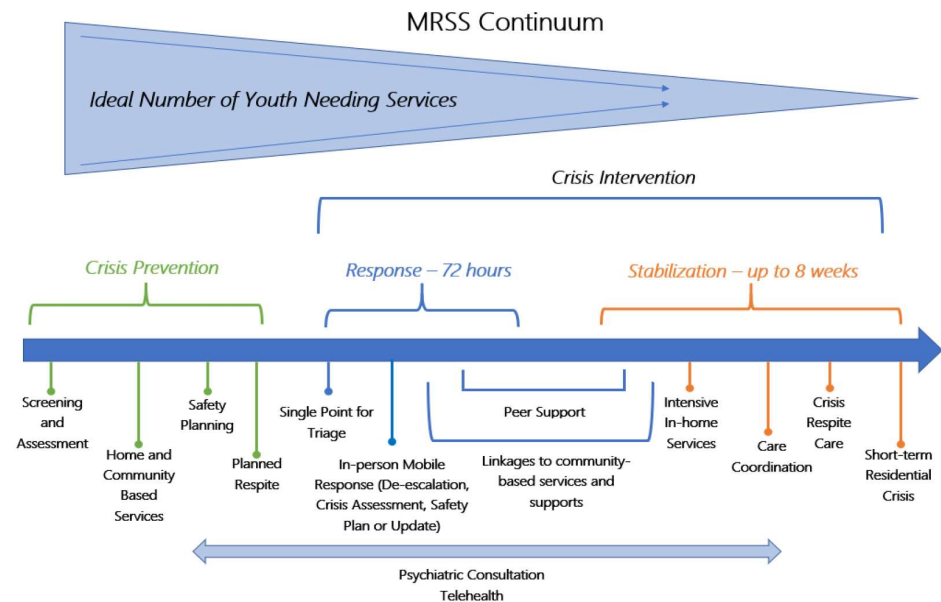 MRSS Continuum
Ideal Number of Youth Needing Services
Crisis Intervention
Crisis Prevention
Response – 72 hours
Stabilization – up to 8 weeks
Screening
and
Assessment
Home and
Community
Based
Services
Safety
Planning
Planned
Respite
Single Point for
Triage
In-person Mobile
Response (De-escalation,
Crisis Assessment, Safety
Plan or Update)
Peer Support
Linkages to community-
based services and
supports
Intensive
In-home
Services
Care
Coordination
Crisis
Respite
Care
Short-term
Residential
Crisis
Psychiatric Consultation
Telehealth